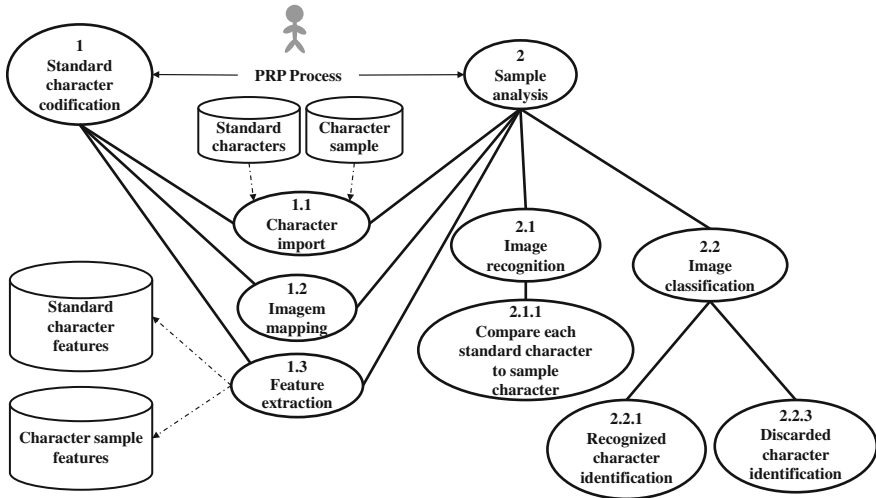 1
Standard
character
codification
PRP Process
2
Sample
analysis
Standard
characters
Character
sample
1.1
Character
import
2.1
Image
recognition
2.2
Image
classification
1.2
Imagem
mapping
Standard
character
features
2.1.1
Compare each
standard character
to sample
character
1.3
Feature
extraction
Character sample
features
2.2.1
Recognized
character
identification
2.2.3
Discarded
character
identification